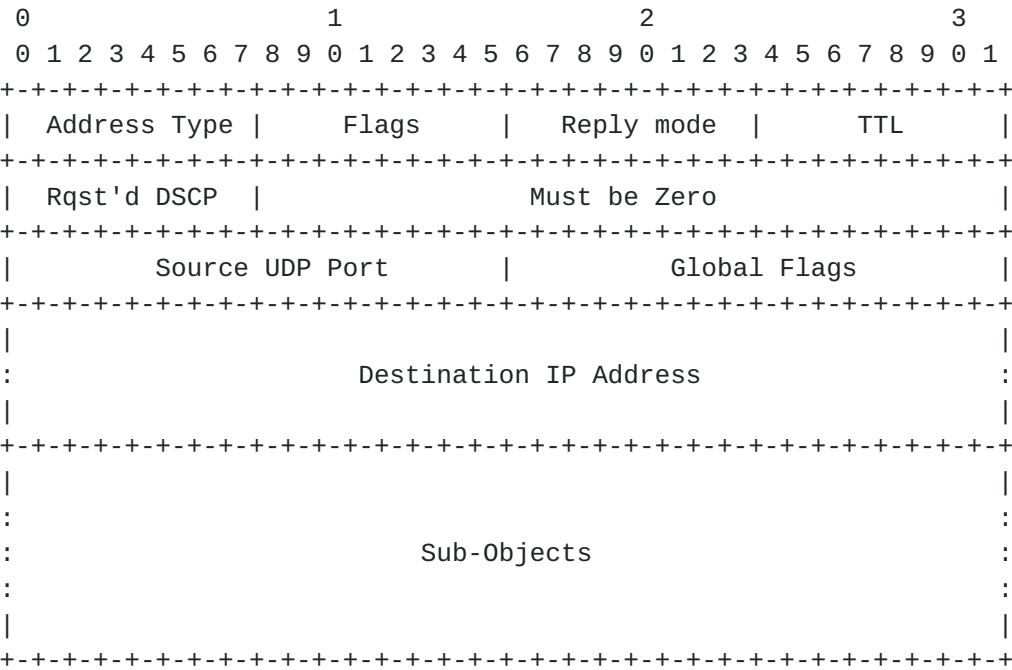 0                   1                   2                   3
 0 1 2 3 4 5 6 7 8 9 0 1 2 3 4 5 6 7 8 9 0 1 2 3 4 5 6 7 8 9 0 1
+-+-+-+-+-+-+-+-+-+-+-+-+-+-+-+-+-+-+-+-+-+-+-+-+-+-+-+-+-+-+-+-+
|  Address Type |     Flags     |   Reply mode  |      TTL      |
+-+-+-+-+-+-+-+-+-+-+-+-+-+-+-+-+-+-+-+-+-+-+-+-+-+-+-+-+-+-+-+-+
|  Rqst'd DSCP  |                 Must be Zero                  |
+-+-+-+-+-+-+-+-+-+-+-+-+-+-+-+-+-+-+-+-+-+-+-+-+-+-+-+-+-+-+-+-+
|         Source UDP Port       |          Global Flags         |
+-+-+-+-+-+-+-+-+-+-+-+-+-+-+-+-+-+-+-+-+-+-+-+-+-+-+-+-+-+-+-+-+
|                                                               |
:                      Destination IP Address                   :
|                                                               |
+-+-+-+-+-+-+-+-+-+-+-+-+-+-+-+-+-+-+-+-+-+-+-+-+-+-+-+-+-+-+-+-+
|                                                               |
:                                                               :
:                          Sub-Objects                          :
:                                                               :
|                                                               |
+-+-+-+-+-+-+-+-+-+-+-+-+-+-+-+-+-+-+-+-+-+-+-+-+-+-+-+-+-+-+-+-+